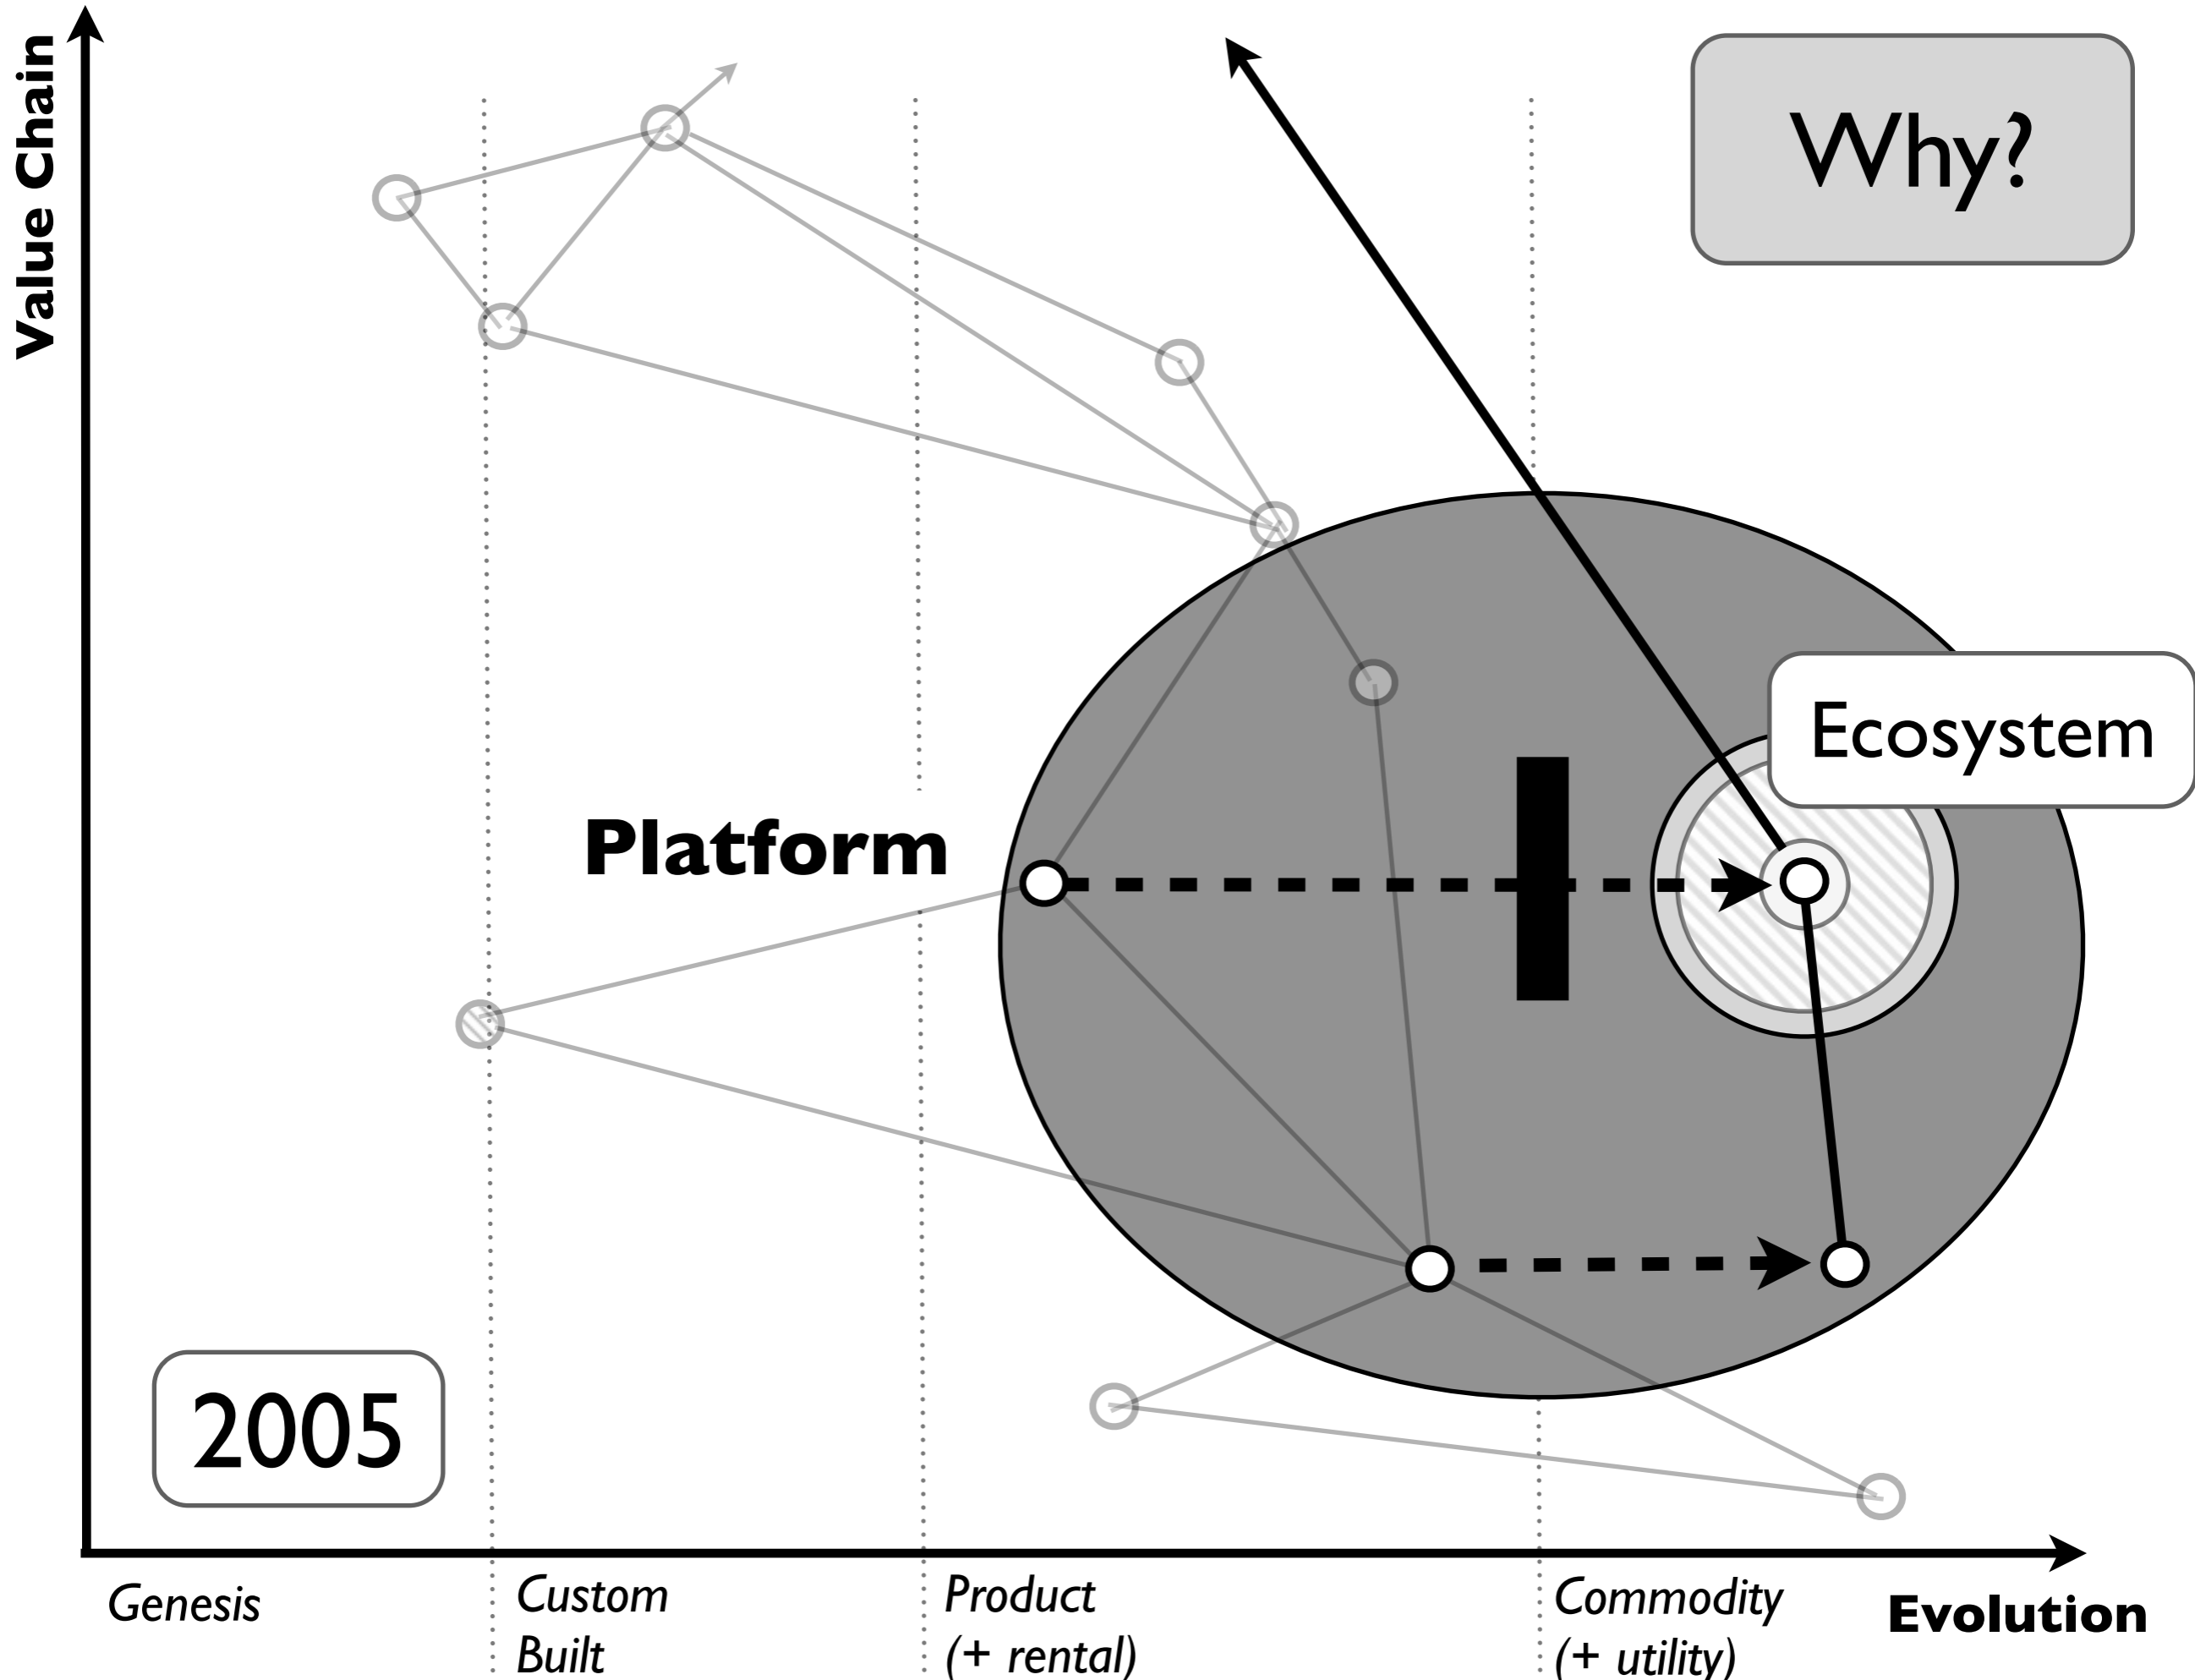 Value Chain
Why?
Ecosystem
Platform
2005
Genesis
Custom
Built
Product
(+ rental)
Commodity
(+ utility)
Evolution